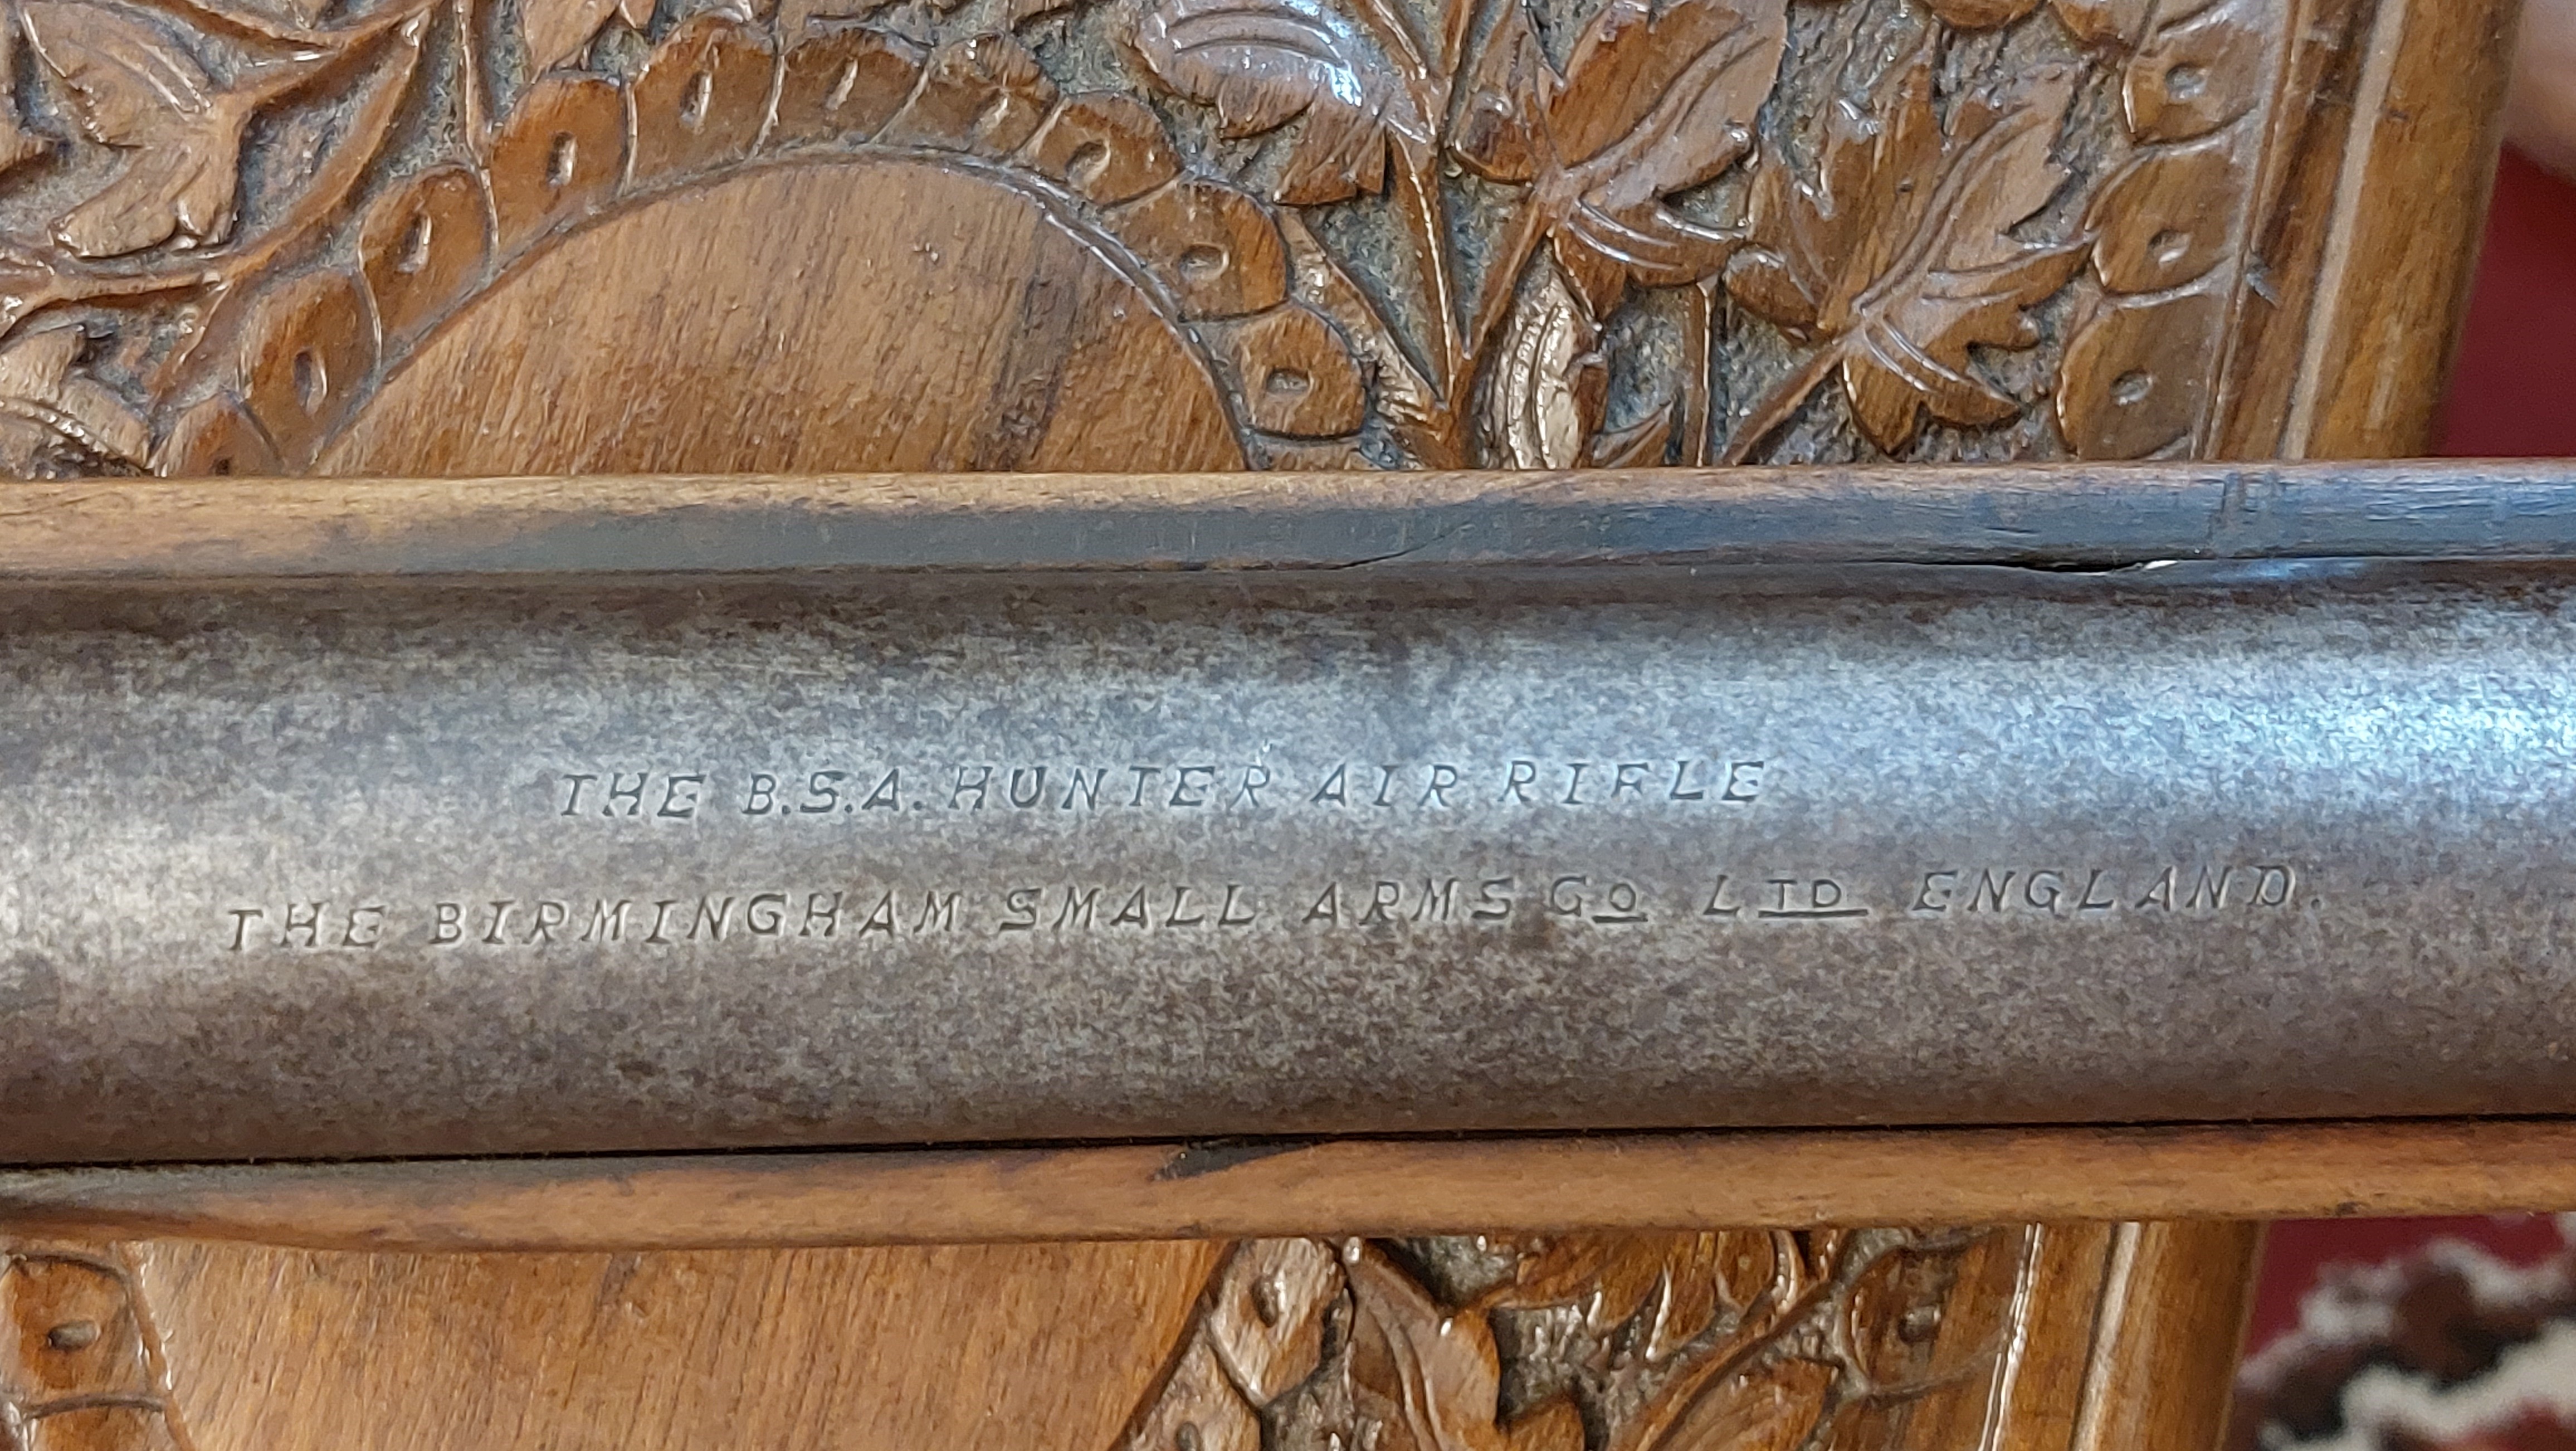 THE B.S.A. HUNTER AIR RIFLE
THE BIRMINGHAM SMALL ARMS Co LTD ENGLAND.